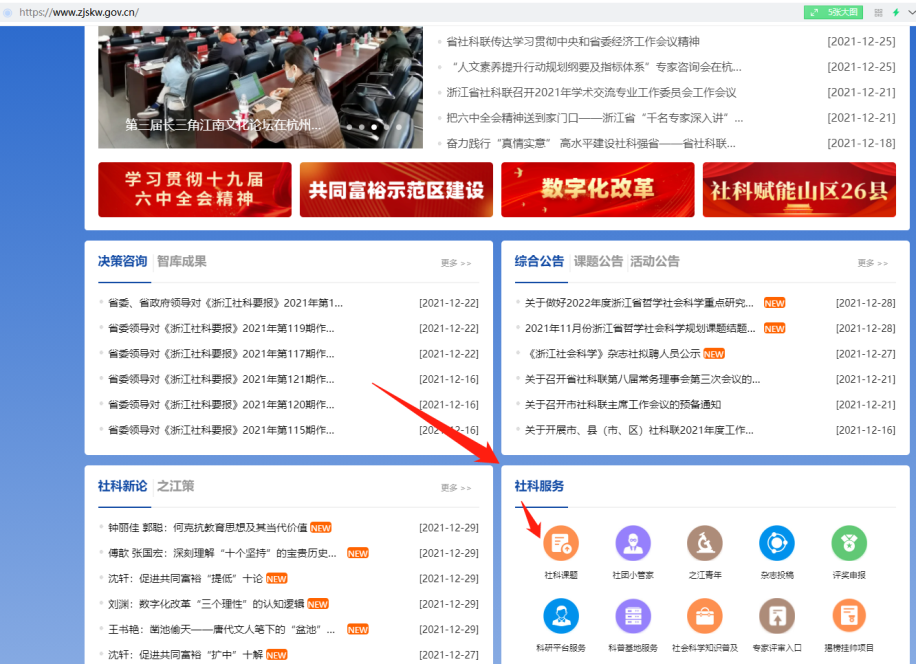 https://www.zjskw.gov.cn/
5张大图
省社科联传达学习贯彻中央和省委经济工作会议精神 [2021-12-25]
“人文素养提升行动规划纲要及指标体系”专家咨询会在杭... [2021-12-25]
浙江省社科联召开2021年学术交流专业工作委员会工作会议 [2021-12-21]
把六中全会精神送到家门口——浙江省“千名专家深入讲”... [2021-12-21]
奋力践行“真情实意” 高水平建设社科强省——省社科联... [2021-12-18]
第三届长三角江南文化论坛在杭州...
学习贯彻十九届
六中全会精神
共同富裕示范区建设
数字化改革
社科赋能山区26县
决策咨询 智库成果 更多 >>
省委、省政府领导对《浙江社科要报》2021年第1... [2021-12-22]
省委领导对《浙江社科要报》2021年第119期作... [2021-12-22]
省委领导对《浙江社科要报》2021年第117期作... [2021-12-22]
省委领导对《浙江社科要报》2021年第121期作... [2021-12-16]
省委领导对《浙江社科要报》2021年第120期作... [2021-12-16]
省委领导对《浙江社科要报》2021年第115期作... [2021-12-16]
综合公告 课题公告 活动公告 更多 >>
关于做好2022年度浙江省哲学社会科学重点研究... NEW [2021-12-28]
2021年11月份浙江省哲学社会科学规划课题结题... NEW [2021-12-28]
《浙江社会科学》杂志社拟聘人员公示 NEW [2021-12-27]
关于召开省社科联第八届常务理事会第三次会议的... [2021-12-21]
关于召开市社科联主席工作会议的预备通知 [2021-12-21]
关于开展市、县（市、区）社科联2021年度工作... [2021-12-16]
社科新论 之江策 更多 >>
钟丽佳 郭聪：何克抗教育思想及其当代价值 NEW [2021-12-29]
傅歆 张国宏：深刻理解“十个坚持”的宝贵历史... NEW [2021-12-29]
沈轩：促进共同富裕“提低”十论 NEW [2021-12-29]
刘渊：数字化改革“三个理性”的认知逻辑 NEW [2021-12-29]
王书艳：凿池偷天——唐代文人笔下的“盆池”... NEW [2021-12-29]
沈轩：促进共同富裕“扩中”十解 NEW [2021-12-27]
社科服务
社科课题 社团小管家 之江青年 杂志投稿 评奖申报
科研平台服务 科普基地服务 社会科学知识普及 专家评审入口 揭榜挂帅项目